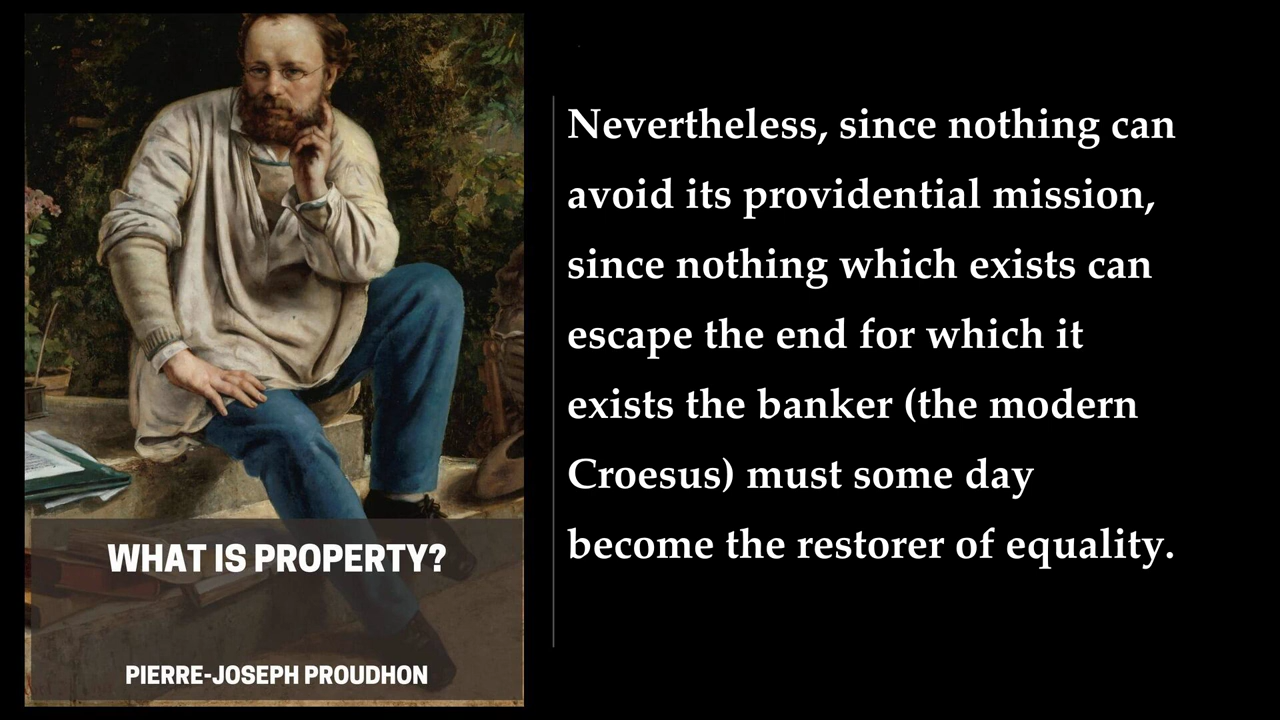 Nevertheless, since nothing can
avoid its providential mission,
since nothing which exists can
escape the end for which it
exists the banker (the modern
Croesus) must some day
become the restorer of equality.
WHAT IS PROPERTY?
PIERRE-JOSEPH PROUDHON